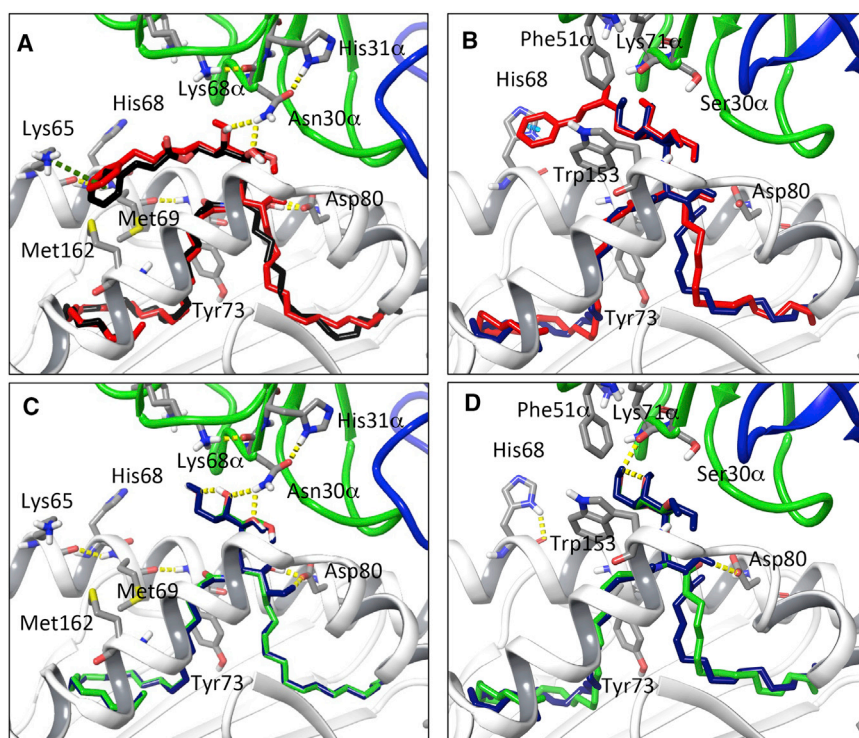 A
His31α
Lys68α
His68
Asn30α
Lys65
Met69
Asp80
Met162
Tyr73
B
Phe51α
Lys71α
His68
Ser30α
Trp153
Asp80
Tyr73
C
His31α
Lys68α
His68
Asn30α
Lys65
Met69
Asp80
Met162
Tyr73
D
Phe51α
Lys71α
His68
Ser30α
Trp153
Asp80
Tyr73